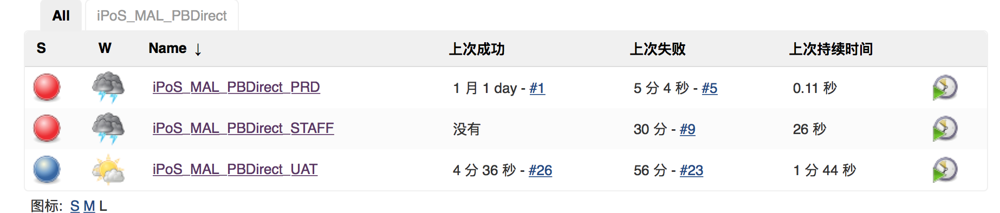 All iPoS_MAL_PBDirect
S W Name ↓ 上次成功 上次失败 上次持续时间
iPoS_MAL_PBDirect_PRD 1 月 1 day - #1 5 分 4 秒 - #5 0.11 秒
iPoS_MAL_PBDirect_STAFF 没有 30 分 - #9 26 秒
iPoS_MAL_PBDirect_UAT 4 分 36 秒 - #26 56 分 - #23 1 分 44 秒
图标: S M L